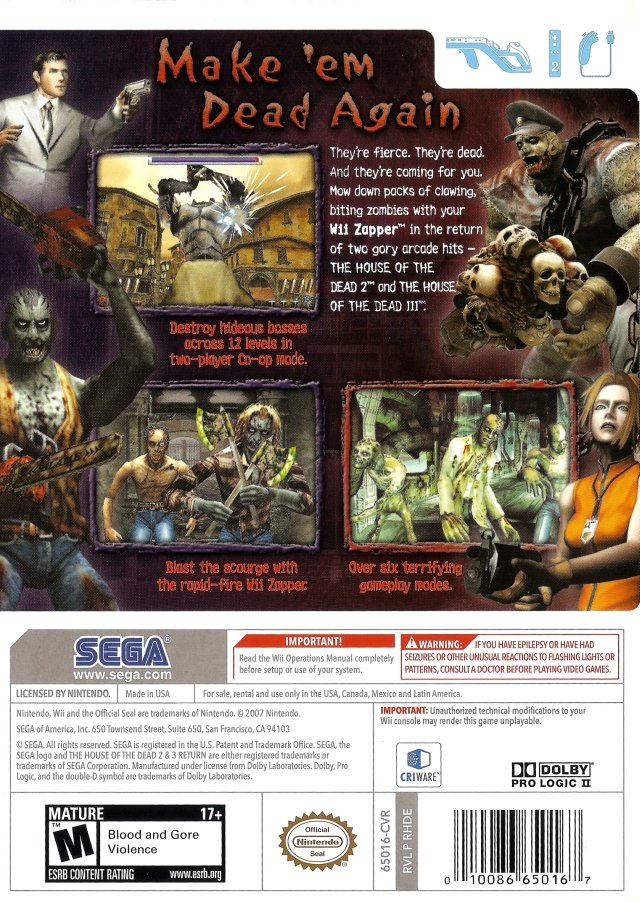 Make 'em
Dead Again
2
They're fierce. They're dead.
And they're coming for you.
Mow down packs of clawing,
biting zombies with your
Wii Zapper™ in the return
of two gory arcade hits –
THE HOUSE OF THE
DEAD 2™ and THE HOUSE
OF THE DEAD III™.
Destroy hideous bosses
across 12 levels in
two-player Co-op mode.
Blast the scourge with
the rapid-fire Wii Zapper.
Over six terrifying
gameplay modes.
SEGA®
www.sega.com
IMPORTANT!
Read the Wii Operations Manual completely
before setup or use of your system.
WARNING: IF YOU HAVE EPILEPSY OR HAVE HAD
SEIZURES OR OTHER UNUSUAL REACTIONS TO FLASHING LIGHTS OR
PATTERNS, CONSULT A DOCTOR BEFORE PLAYING VIDEO GAMES.
LICENSED BY NINTENDO.
Made in USA
For sale, rental and use only in the USA, Canada, Mexico and Latin America.
Nintendo, Wii and the Official Seal are trademarks of Nintendo. © 2007 Nintendo.
SEGA of America, Inc. 650 Townsend Street, Suite 650, San Francisco, CA 94103
© SEGA. All rights reserved. SEGA is registered in the U.S. Patent and Trademark Office. SEGA, the
SEGA logo and THE HOUSE OF THE DEAD 2 & 3 RETURN are either registered trademarks or
trademarks of SEGA Corporation. Manufactured under license from Dolby Laboratories. Dolby, Pro
Logic, and the double-D symbol are trademarks of Dolby Laboratories.
IMPORTANT: Unauthorized technical modifications to your
Wii console may render this game unplayable.
CRIWARE™
DOLBY™
PRO LOGIC II
MATURE 17+
M™
Blood and Gore
Violence
ESRB CONTENT RATING www.esrb.org
Official
Nintendo
Seal
®
65016-CVR
RVL P RHDE
0 10086 65016 7